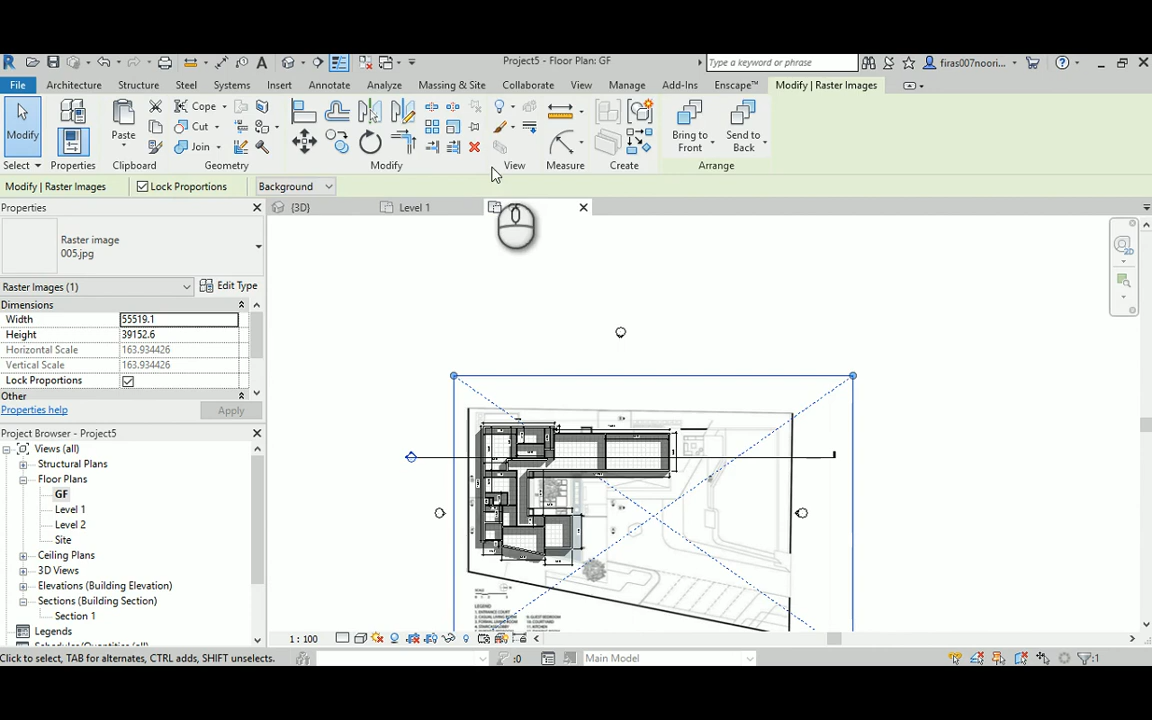 Project5 - Floor Plan: GF
Type a keyword or phrase
firas007noori...
File Architecture Structure Steel Systems Insert Annotate Analyze Massing & Site Collaborate View Manage Add-Ins Enscape™ Modify | Raster Images
Modify
Paste
Cope
Cut
Join
Bring to
Front
Send to
Back
Select Properties Clipboard Geometry Modify View Measure Create Arrange
Modify | Raster Images Lock Proportions Background
Properties
{3D}
Level 1
Raster image
005.jpg
Raster Images (1)
Edit Type
Dimensions
Width 55519.1
Height 39152.6
Horizontal Scale 163.934426
Vertical Scale 163.934426
Lock Proportions
Other
Properties help
Apply
Project Browser - Project5
Views (all)
Structural Plans
Floor Plans
GF
Level 1
Level 2
Site
Ceiling Plans
3D Views
Elevations (Building Elevation)
Sections (Building Section)
Section 1
Legends
LEGEND
1 : 100
Click to select, TAB for alternates, CTRL adds, SHIFT unselects.
:0
Main Model
:1